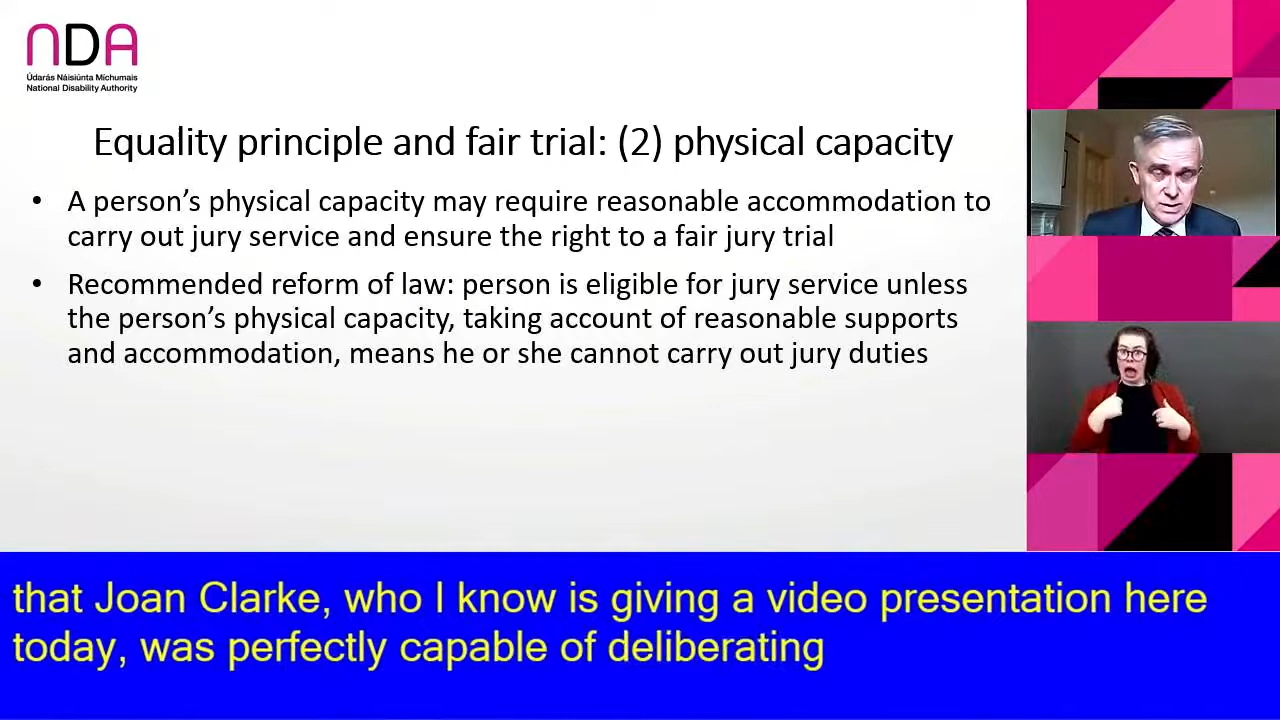 NDA
Údarás Náisiúnta Míchumais
National Disability Authority
Equality principle and fair trial: (2) physical capacity
• A person’s physical capacity may require reasonable accommodation to
carry out jury service and ensure the right to a fair jury trial
• Recommended reform of law: person is eligible for jury service unless
the person’s physical capacity, taking account of reasonable supports
and accommodation, means he or she cannot carry out jury duties
that Joan Clarke, who I know is giving a video presentation here
today, was perfectly capable of deliberating